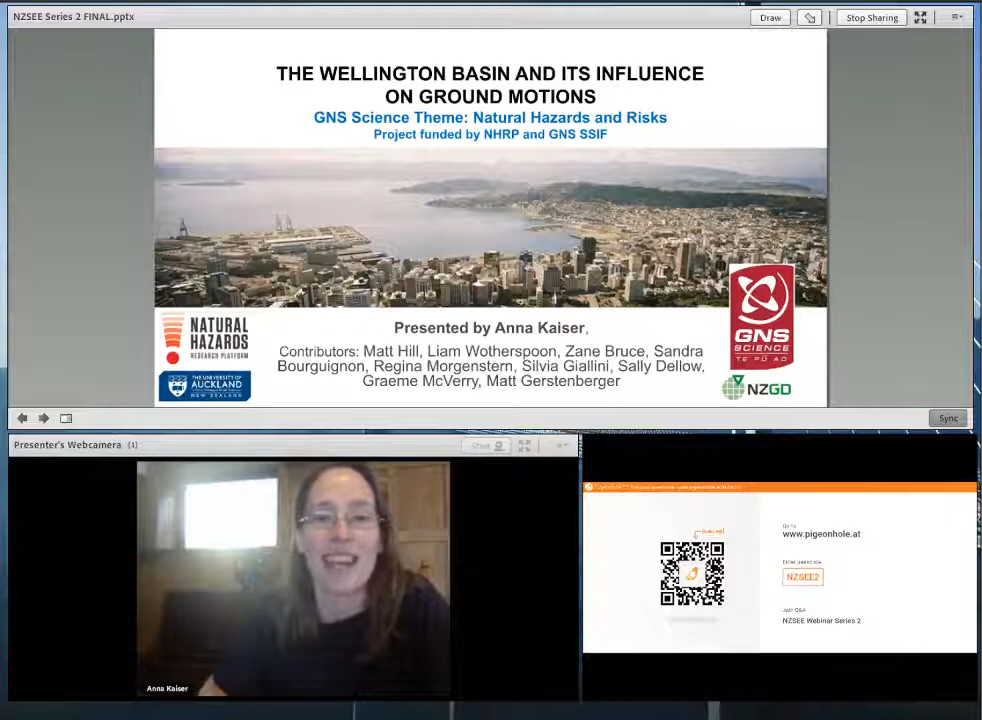 NZSEE Series 2 FINAL.pptx
Draw
Stop Sharing
THE WELLINGTON BASIN AND ITS INFLUENCE
ON GROUND MOTIONS
GNS Science Theme: Natural Hazards and Risks
Project funded by NHRP and GNS SSIF
Presented by Anna Kaiser,
Contributors: Matt Hill, Liam Wotherspoon, Zane Bruce, Sandra
Bourguignon, Regina Morgenstern, Silvia Giallini, Sally Dellow,
Graeme McVerry, Matt Gerstenberger
NATURAL
HAZARDS
RESEARCH PLATFORM
THE UNIVERSITY OF
AUCKLAND
NEW ZEALAND
GNS
SCIENCE
TE PŪ AO
NZGD
Sync
Presenter's Webcamera (1)
Anna Kaiser
Go to
www.pigeonhole.at
Enter passcode
NZSEE2
Join Q&A
NZSEE Webinar Series 2